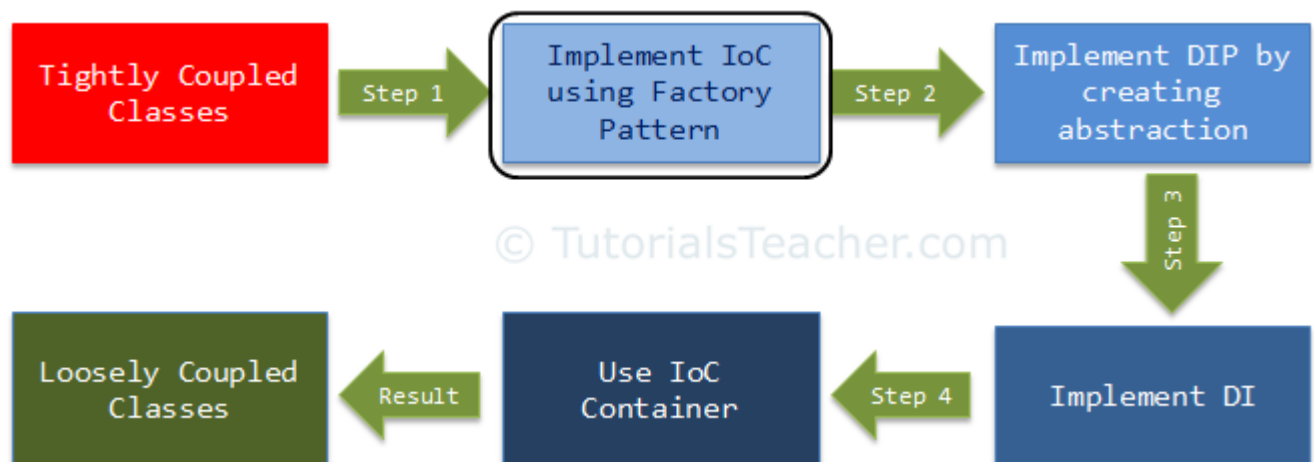 Tightly Coupled
Classes
Step 1
Implement IoC
using Factory
Pattern
Step 2
Implement DIP by
creating
abstraction
Step 3
© TutorialsTeacher.com
Implement DI
Step 4
Use IoC
Container
Result
Loosely Coupled
Classes